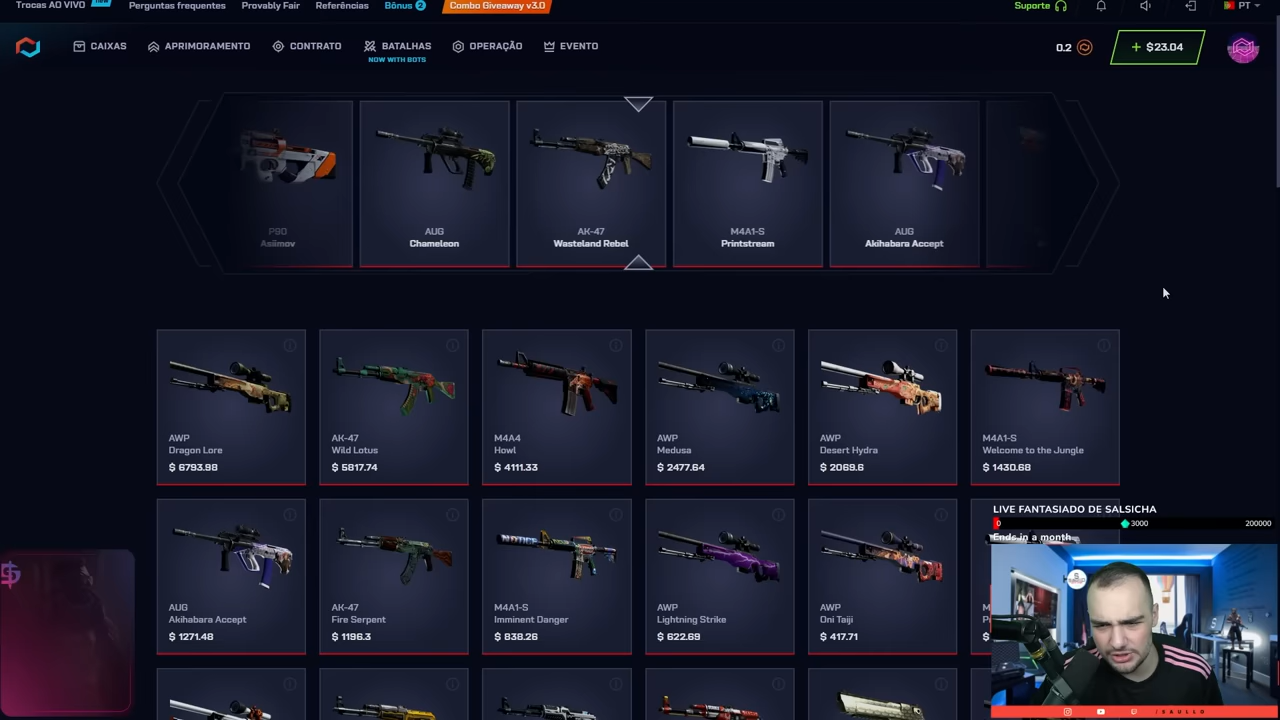 Trocas AO VIVO
Perguntas frequentes
Provably Fair
Referências
Bônus 2
Combo Giveaway v3.0
Suporte
PT
CAIXAS
APRIMORAMENTO
CONTRATO
BATALHAS
NOW WITH BOTS
OPERAÇÃO
EVENTO
0.2
+ $23.04
P90
Asiimov
AUG
Chameleon
AK-47
Wasteland Rebel
M4A1-S
Printstream
AUG
Akihabara Accept
AWP
Dragon Lore
$ 6793.98
AK-47
Wild Lotus
$ 5817.74
M4A4
Howl
$ 4111.33
AWP
Medusa
$ 2477.64
AWP
Desert Hydra
$ 2069.6
M4A1-S
Welcome to the Jungle
$ 1430.68
AUG
Akihabara Accept
$ 1271.48
AK-47
Fire Serpent
$ 1196.3
M4A1-S
Imminent Danger
$ 838.26
AWP
Lightning Strike
$ 622.69
AWP
Oni Taiji
$ 417.71
LIVE FANTASIADO DE SALSICHA
0
3000
200000
Ends in a month
/SAULLO